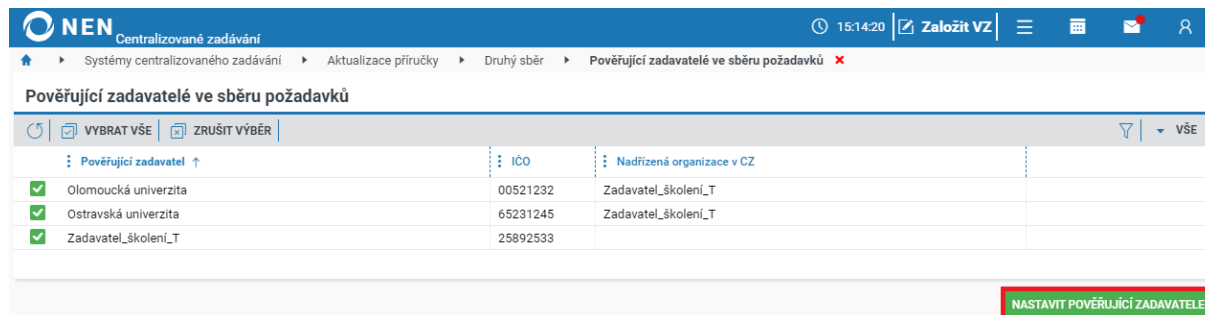 NEN Centralizované zadávání 15:14:20 Založit VZ
Systémy centralizovaného zadávání Aktualizace příručky Druhý sběr Pověřující zadavatelé ve sběru požadavků
Pověřující zadavatelé ve sběru požadavků
VYBRAT VŠE ZRUŠIT VÝBĚR VŠE
Pověřující zadavatel ↑ IČO Nadřízená organizace v CZ
Olomoucká univerzita 00521232 Zadavatel_školení_T
Ostravská univerzita 65231245 Zadavatel_školení_T
Zadavatel_školení_T 25892533
NASTAVIT POVĚŘUJÍCÍ ZADAVATELE